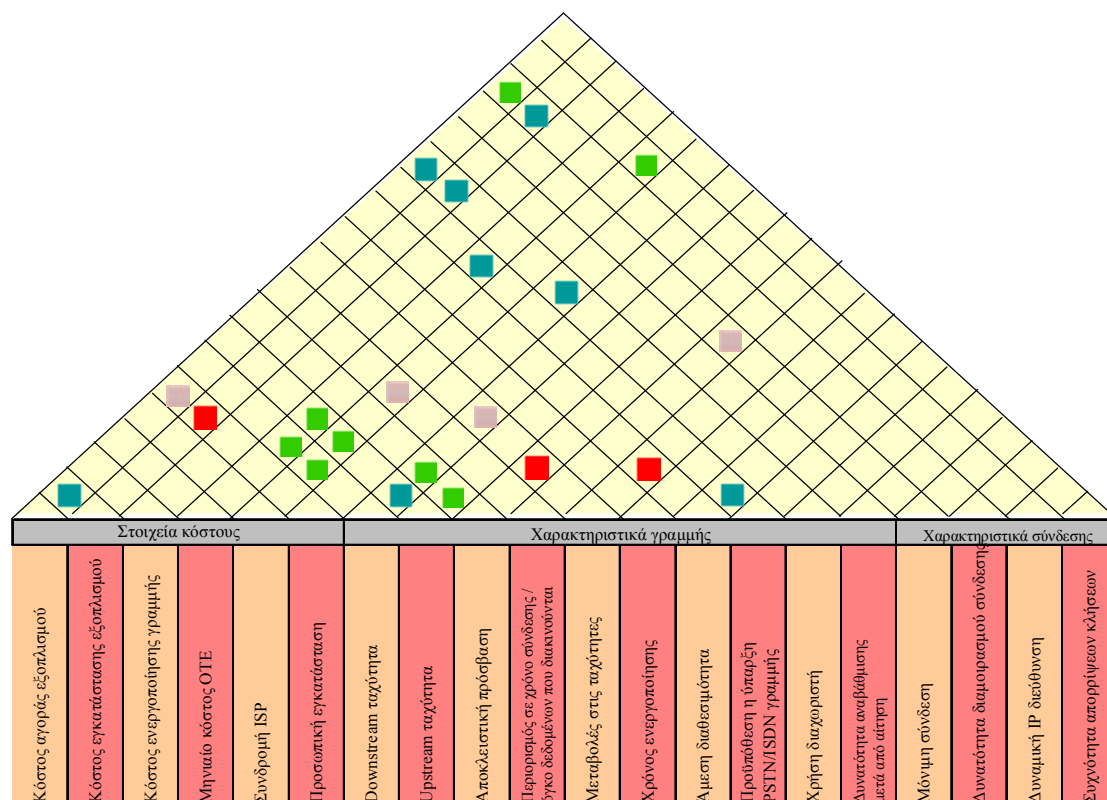 Στοιχεία κόστους
Χαρακτηριστικά γραμμής
Χαρακτηριστικά σύνδεσης
Κόστος αγοράς εξοπλισμού
Κόστος εγκατάστασης εξοπλισμού
Κόστος ενεργοποίησης γραμμής
Μηνιαίο κόστος ΟΤΕ
Συνδρομή ISP
Προσωπική εγκατάσταση
Downstream ταχύτητα
Upstream ταχύτητα
Αποκλειστική πρόσβαση
Περιορισμός σε χρόνο σύνδεσης /
όγκο δεδομένων που διακινούνται
Μεταβολές στις ταχύτητες
Χρόνος ενεργοποίησης
Άμεση διαθεσιμότητα
Προϋπόθεση η ύπαρξη
PSTN/ISDN γραμμής
Χρήση διαχωριστή
Δυνατότητα αναβάθμισης
μετά από αίτηση
Μόνιμη σύνδεση
Δυνατότητα διαμοιρασμού σύνδεσης
Δυναμική IP διεύθυνση
Συχνότητα απορρίψεων κλήσεων